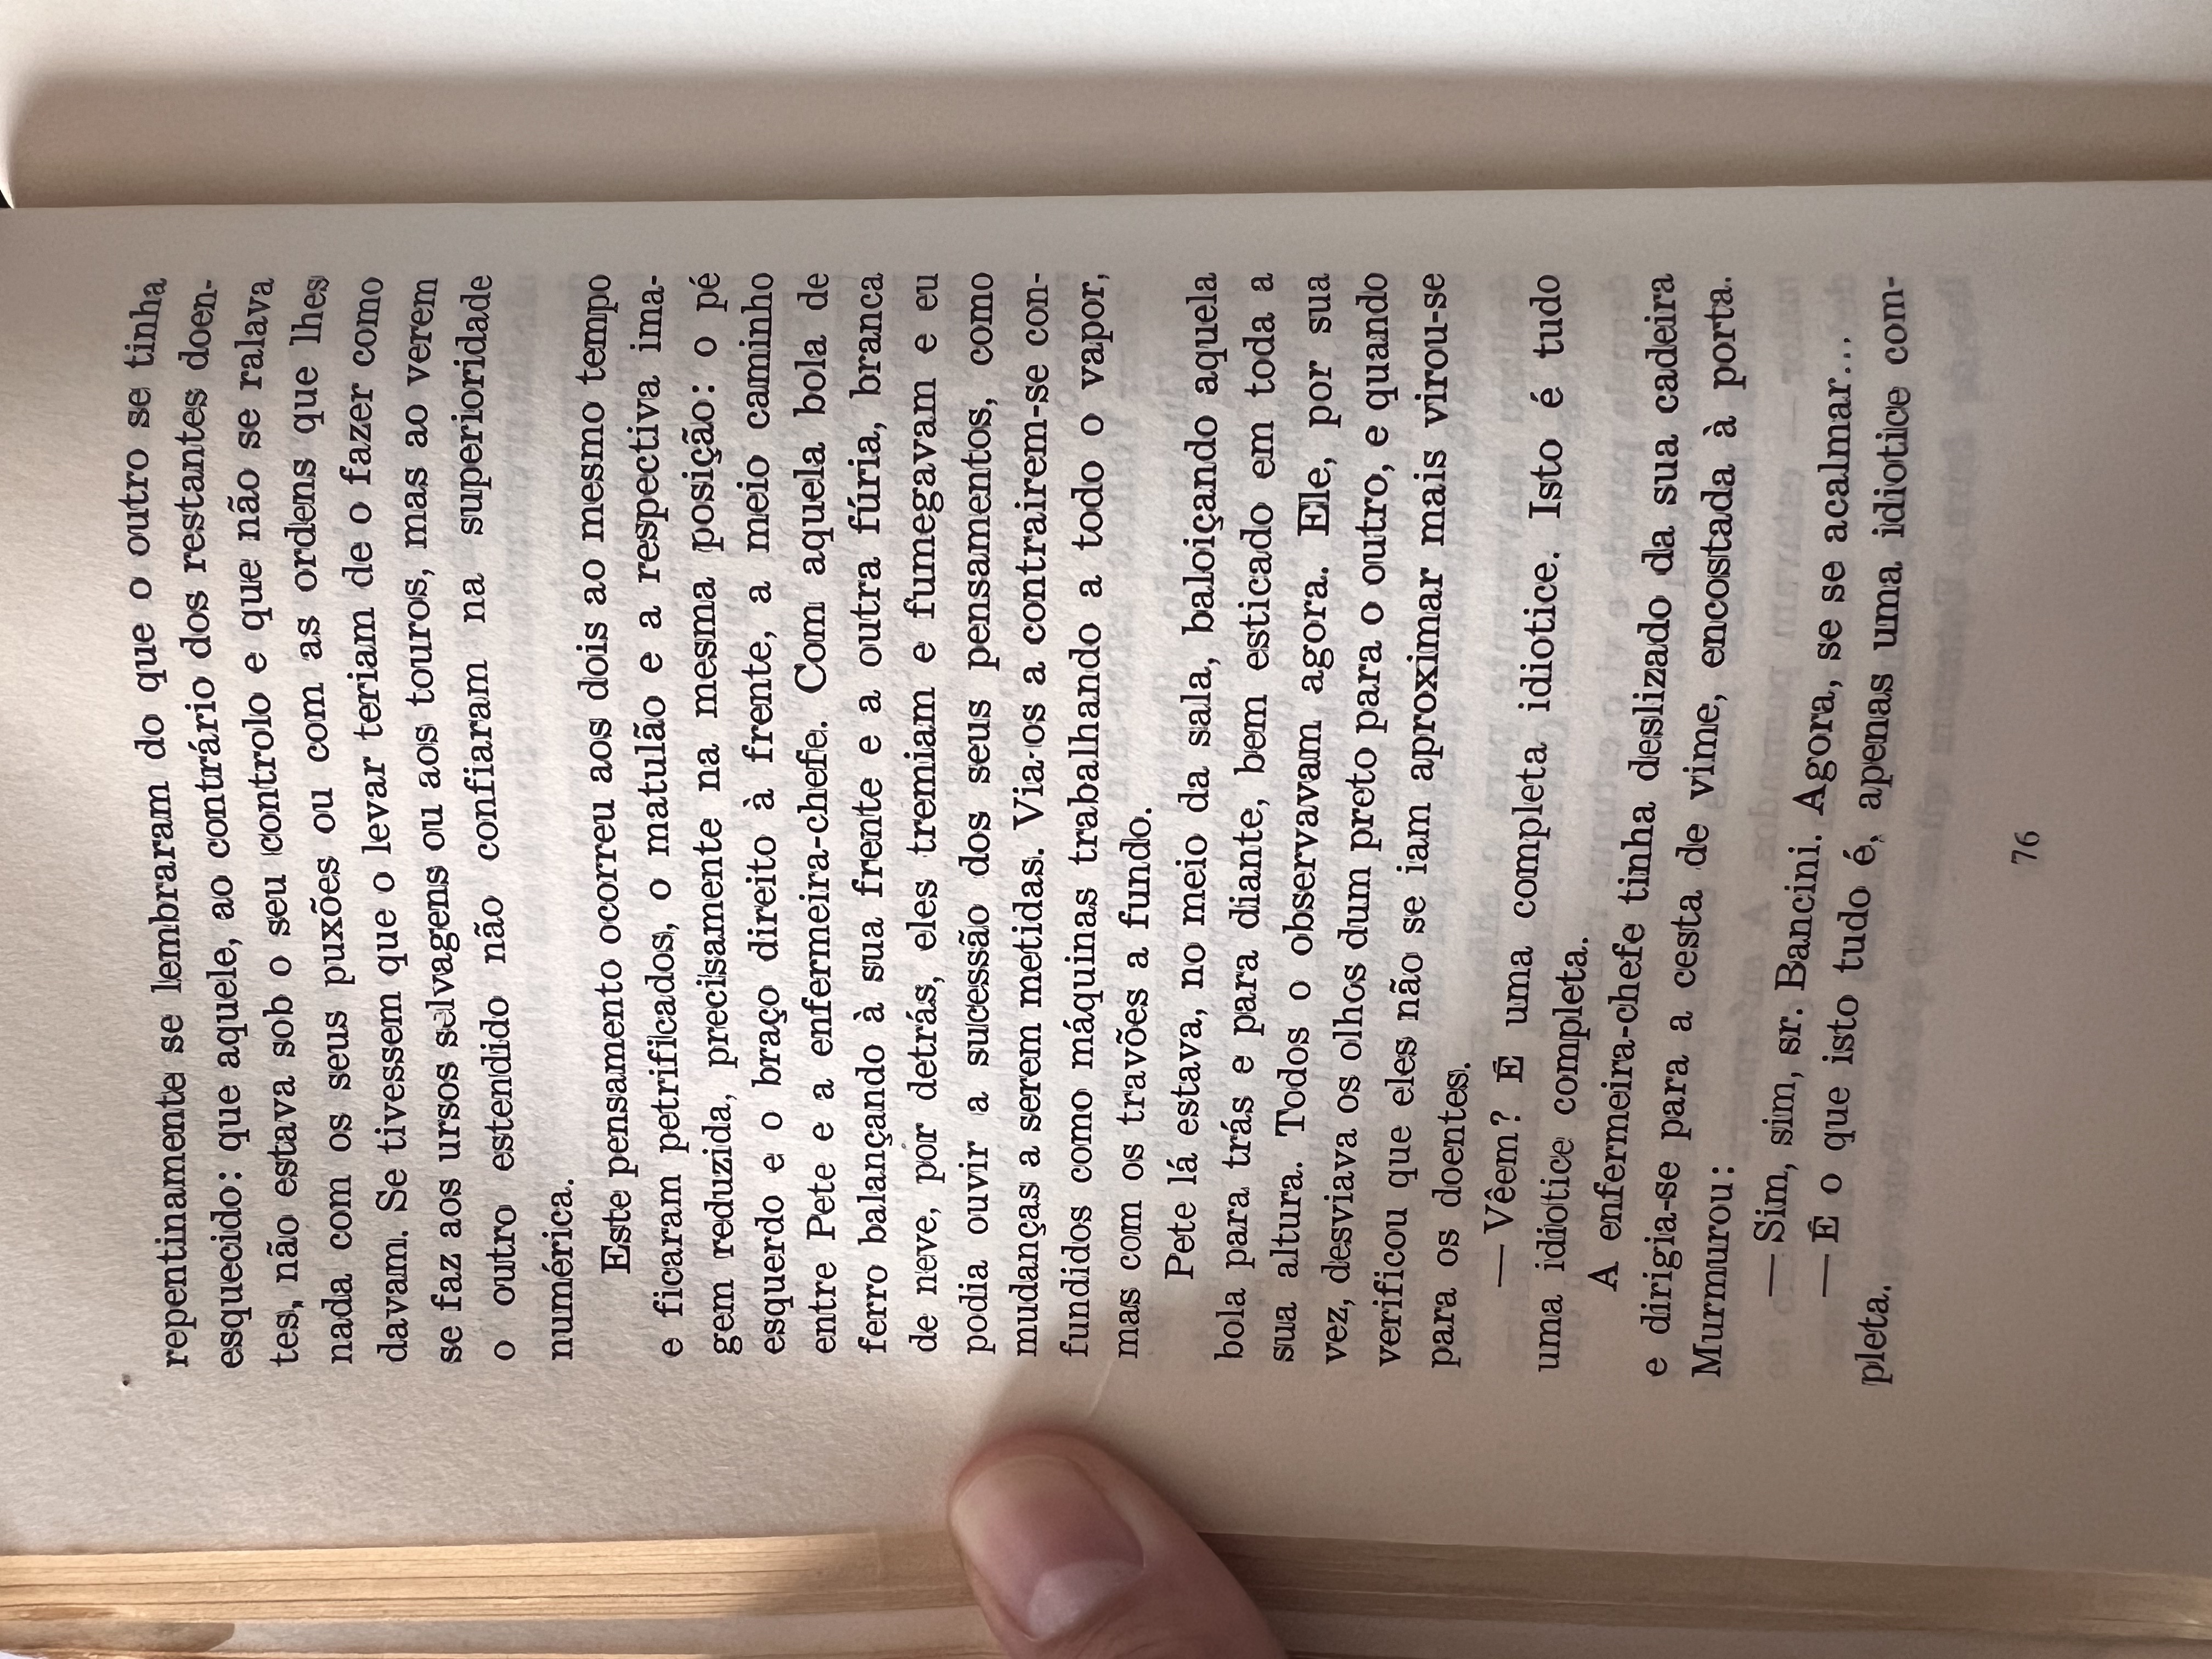 repentinamente se lembraram do que o outro se tinha
esquecido: que aquele, ao contrário dos restantes doen-
tes, não estava sob o seu controlo e que não se ralava
nada com os seus puxões ou com as ordens que lhes
davam. Se tivessem que o levar teriam de o fazer como
se faz aos ursos selvagens ou aos touros, mas ao verem
o outro estendido não confiaram na superioridade
numérica.
Este pensamento ocorreu aos dois ao mesmo tempo
e ficaram petrificados, o matulão e a respectiva ima-
gem reduzida, precisamente na mesma posição: o pé
esquerdo e o braço direito à frente, a meio caminho
entre Pete e a enfermeira-chefe. Com aquela bola de
ferro balançando à sua frente e a outra fúria, branca
de neve, por detrás, eles tremiam e fumegavam e eu
podia ouvir a sucessão dos seus pensamentos, como
mudanças a serem metidas. Via-os a contrairem-se con-
fundidos como máquinas trabalhando a todo o vapor,
mas com os travões a fundo.
Pete lá estava, no meio da sala, baloiçando aquela
bola para trás e para diante, bem esticado em toda a
sua altura. Todos o observavam agora. Ele, por sua
vez, desviava os olhos dum preto para o outro, e quando
verificou que eles não se iam aproximar mais virou-se
para os doentes.
— Vêem? É uma completa idiotice. Isto é tudo
uma idiotice completa.
A enfermeira-chefe tinha deslizado da sua cadeira
e dirigia-se para a cesta de vime, encostada à porta.
Murmurou:
— Sim, sim, sr. Bancini. Agora, se se acalmar...
— É o que isto tudo é, apenas uma idiotice com-
pleta.
76